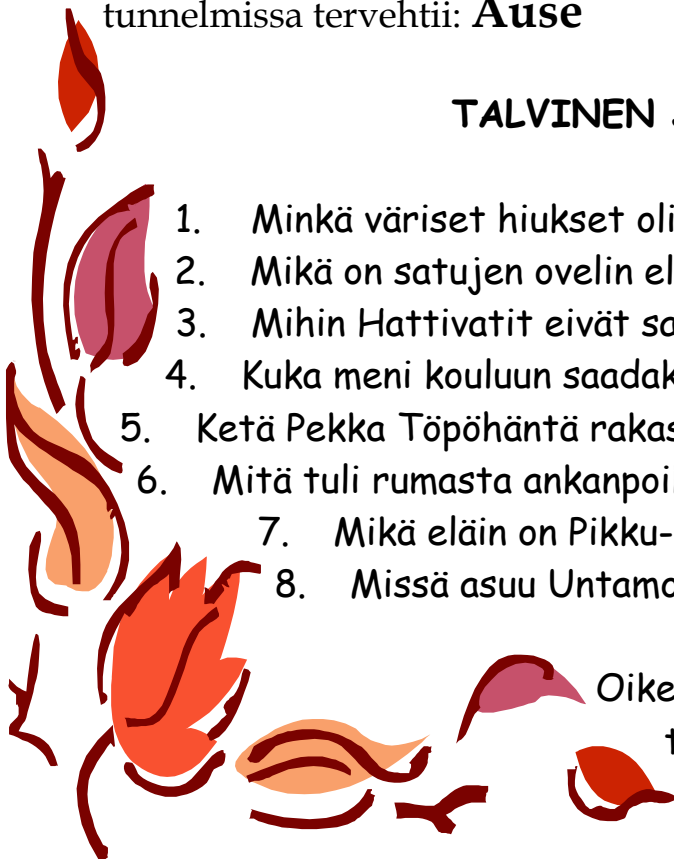 tunnelmissa tervehtii: Ause
TALVINEN
1. Minkä väriset hiukset oli
2. Mikä on satujen ovelin el
3. Mihin Hattivatit eivät sa
4. Kuka meni kouluun saadak
5. Ketä Pekka Töpöhäntä rakas
6. Mitä tuli rumasta ankanpoi
7. Mikä eläin on Pikku-
8. Missä asuu Untamo
Oike
t